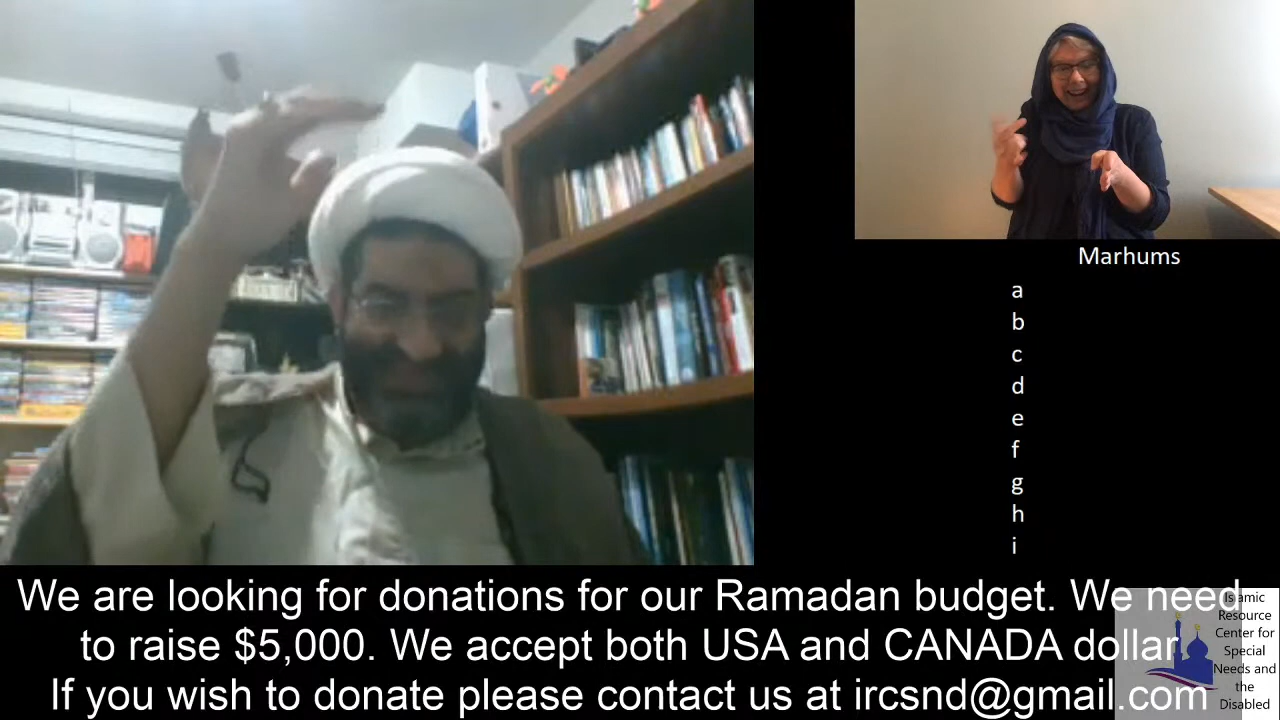 Marhums
a
b
c
d
e
f
g
h
i
We are looking for donations for our Ramadan budget. We need
to raise $5,000. We accept both USA and CANADA dollar
If you wish to donate please contact us at ircsnd@gmail.com
Islamic
Resource
Center for
Special
Needs and
the
Disabled